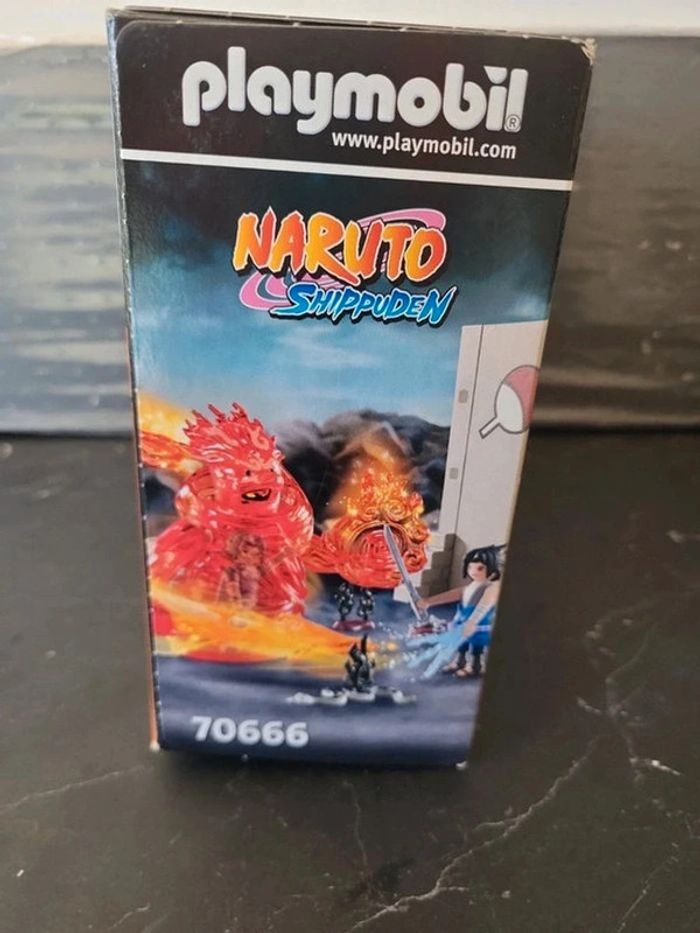 playmobil®
www.playmobil.com
NARUTO
SHIPPUDEN
70666